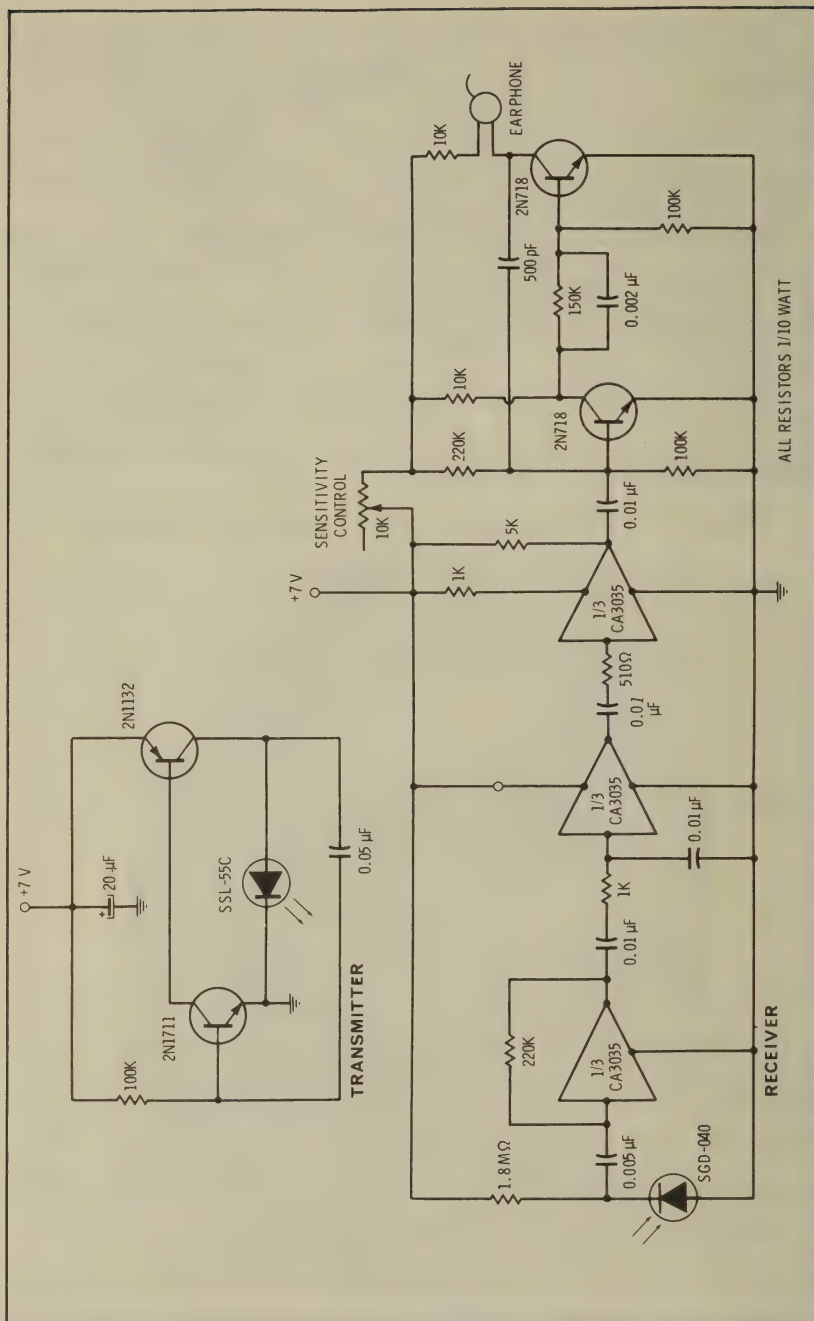 +7 V
20 µF
2N1132
100K
2N1711
SSL-55C
0.05 µF
TRANSMITTER
+7 V
SENSITIVITY
CONTROL
10K
10K
EARPHONE
1.8MΩ
220K
1K
5K
220K
10K
500 pF
2N718
0.005 µF
1/3
CA3035
0.01 µF
1K
1/3
CA3035
0.01
µF
510Ω
1/3
CA3035
0.01 µF
2N718
150K
0.002 µF
SGD-040
0.01 µF
100K
100K
RECEIVER
ALL RESISTORS 1/10 WATT